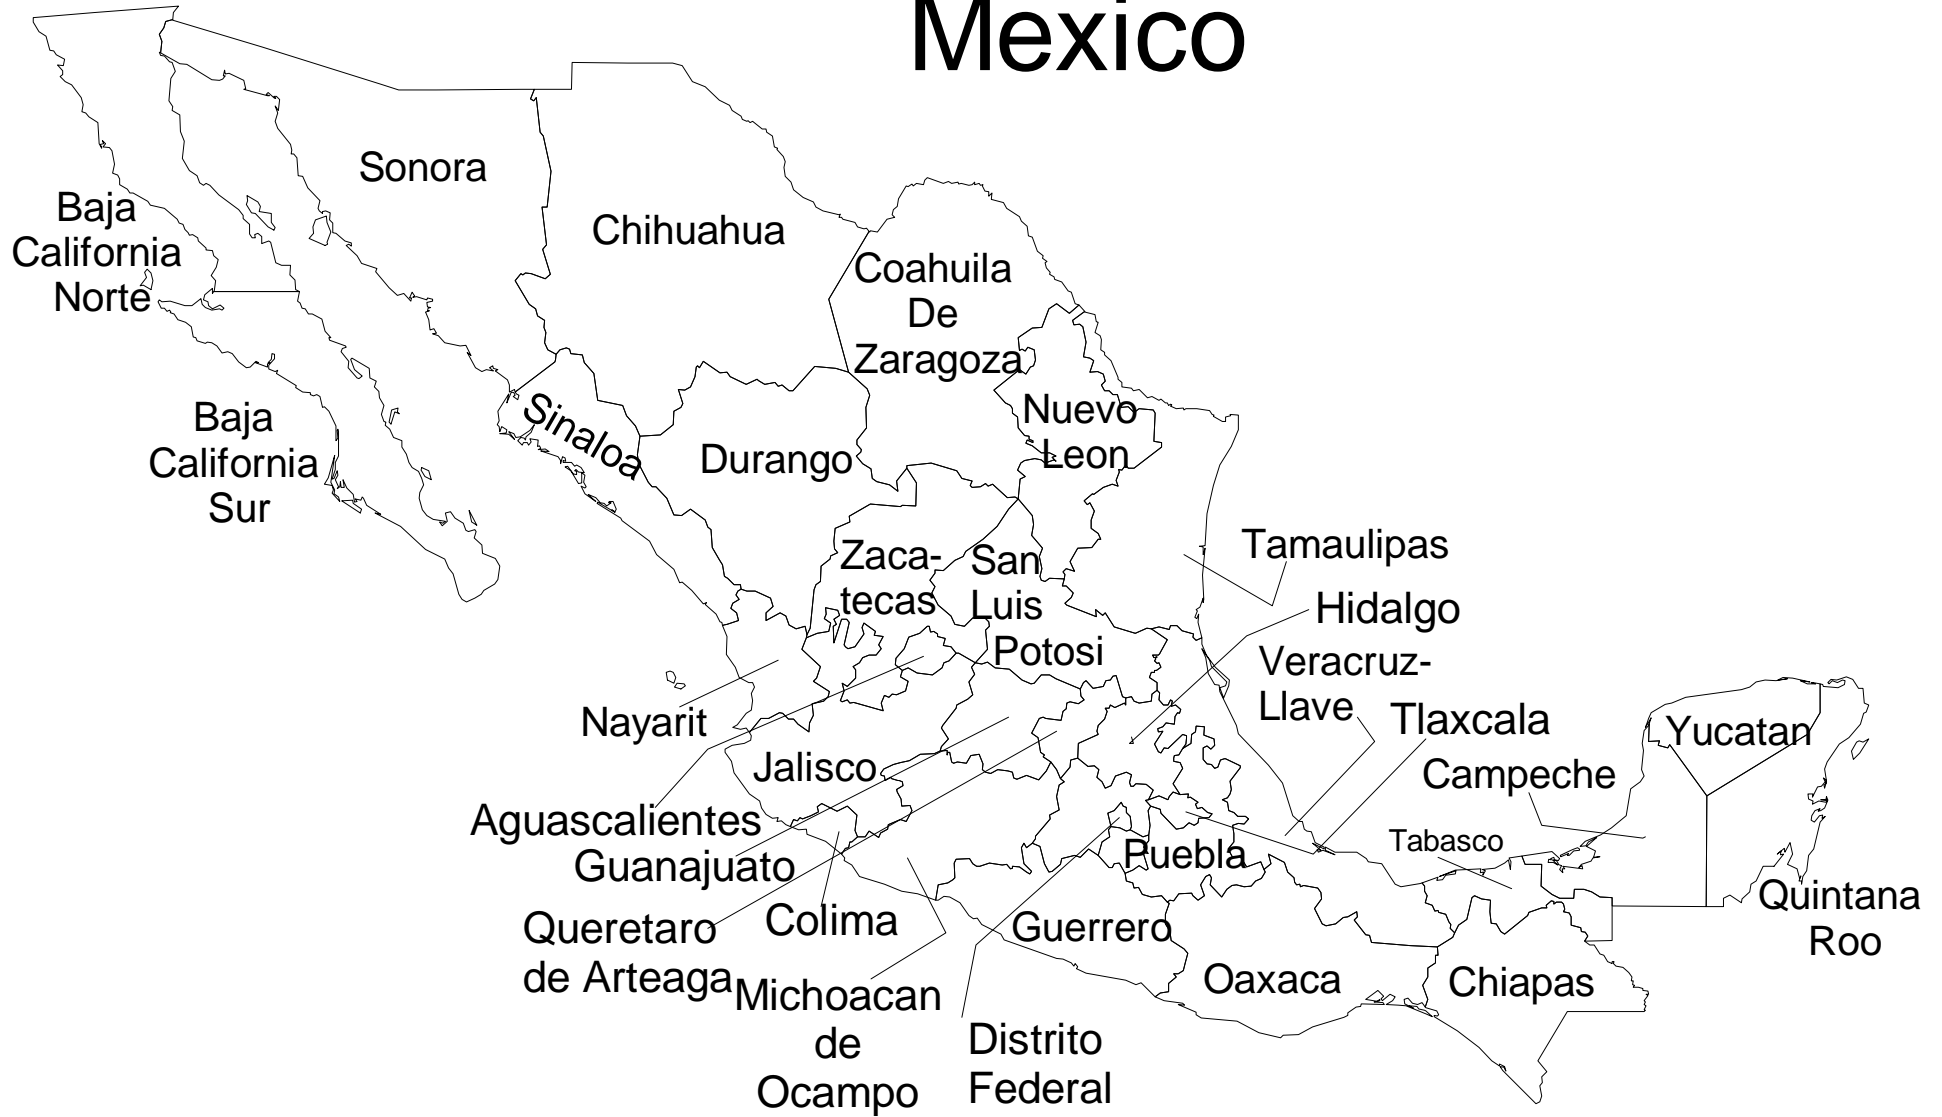 Mexico
Sonora
Baja
California
Norte
Chihuahua
Coahuila
De
Zaragoza
Baja
California
Sur
Sinaloa
Durango
Nuevo
Leon
Zaca-
tecas
San
Luis
Potosi
Tamaulipas
Hidalgo
Veracruz-
Llave
Tlaxcala
Nayarit
Jalisco
Yucatan
Campeche
Tabasco
Aguascalientes
Guanajuato
Puebla
Queretaro
de Arteaga
Colima
Guerrero
Quintana
Roo
Michoacan
de
Ocampo
Oaxaca
Chiapas
Distrito
Federal